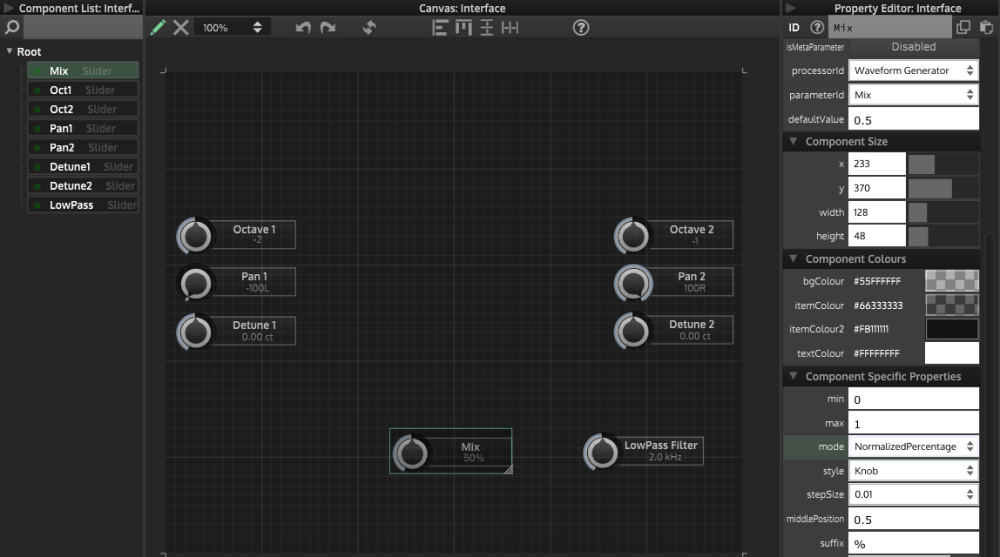 Component List: Interf...
Canvas: Interface
Property Editor: Interface
100%
ID
Mix
Root
Mix Slider
Oct1 Slider
Oct2 Slider
Pan1 Slider
Pan2 Slider
Detune1 Slider
Detune2 Slider
LowPass Slider
Octave 1
-2
Pan 1
-100L
Detune 1
0.00 ct
Octave 2
-1
Pan 2
100R
Detune 2
0.00 ct
Mix
50%
LowPass Filter
2.0 kHz
isMetaParameter Disabled
processorId Waveform Generator
parameterId Mix
defaultValue 0.5
Component Size
x 233
y 370
width 128
height 48
Component Colours
bgColour #55FFFFFF
itemColour #66333333
itemColour2 #FB111111
textColour #FFFFFFFF
Component Specific Properties
min 0
max 1
mode NormalizedPercentage
style Knob
stepSize 0.01
middlePosition 0.5
suffix %